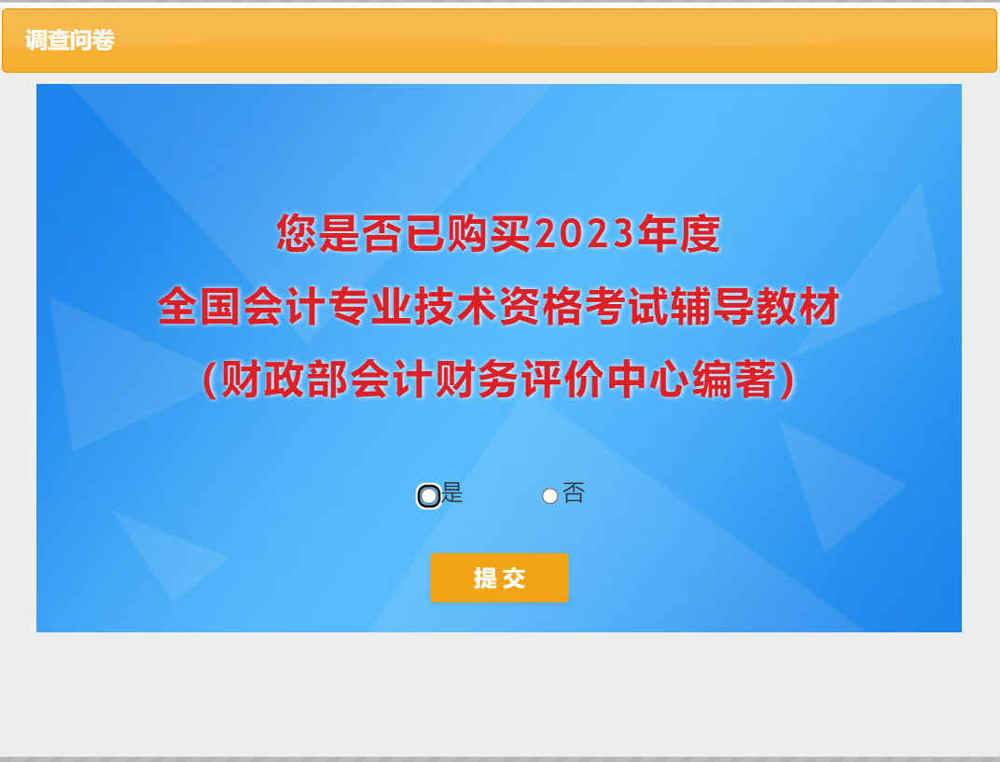 调查问卷
您是否已购买2023年度
全国会计专业技术资格考试辅导教材
（财政部会计财务评价中心编著）
是 否
提 交